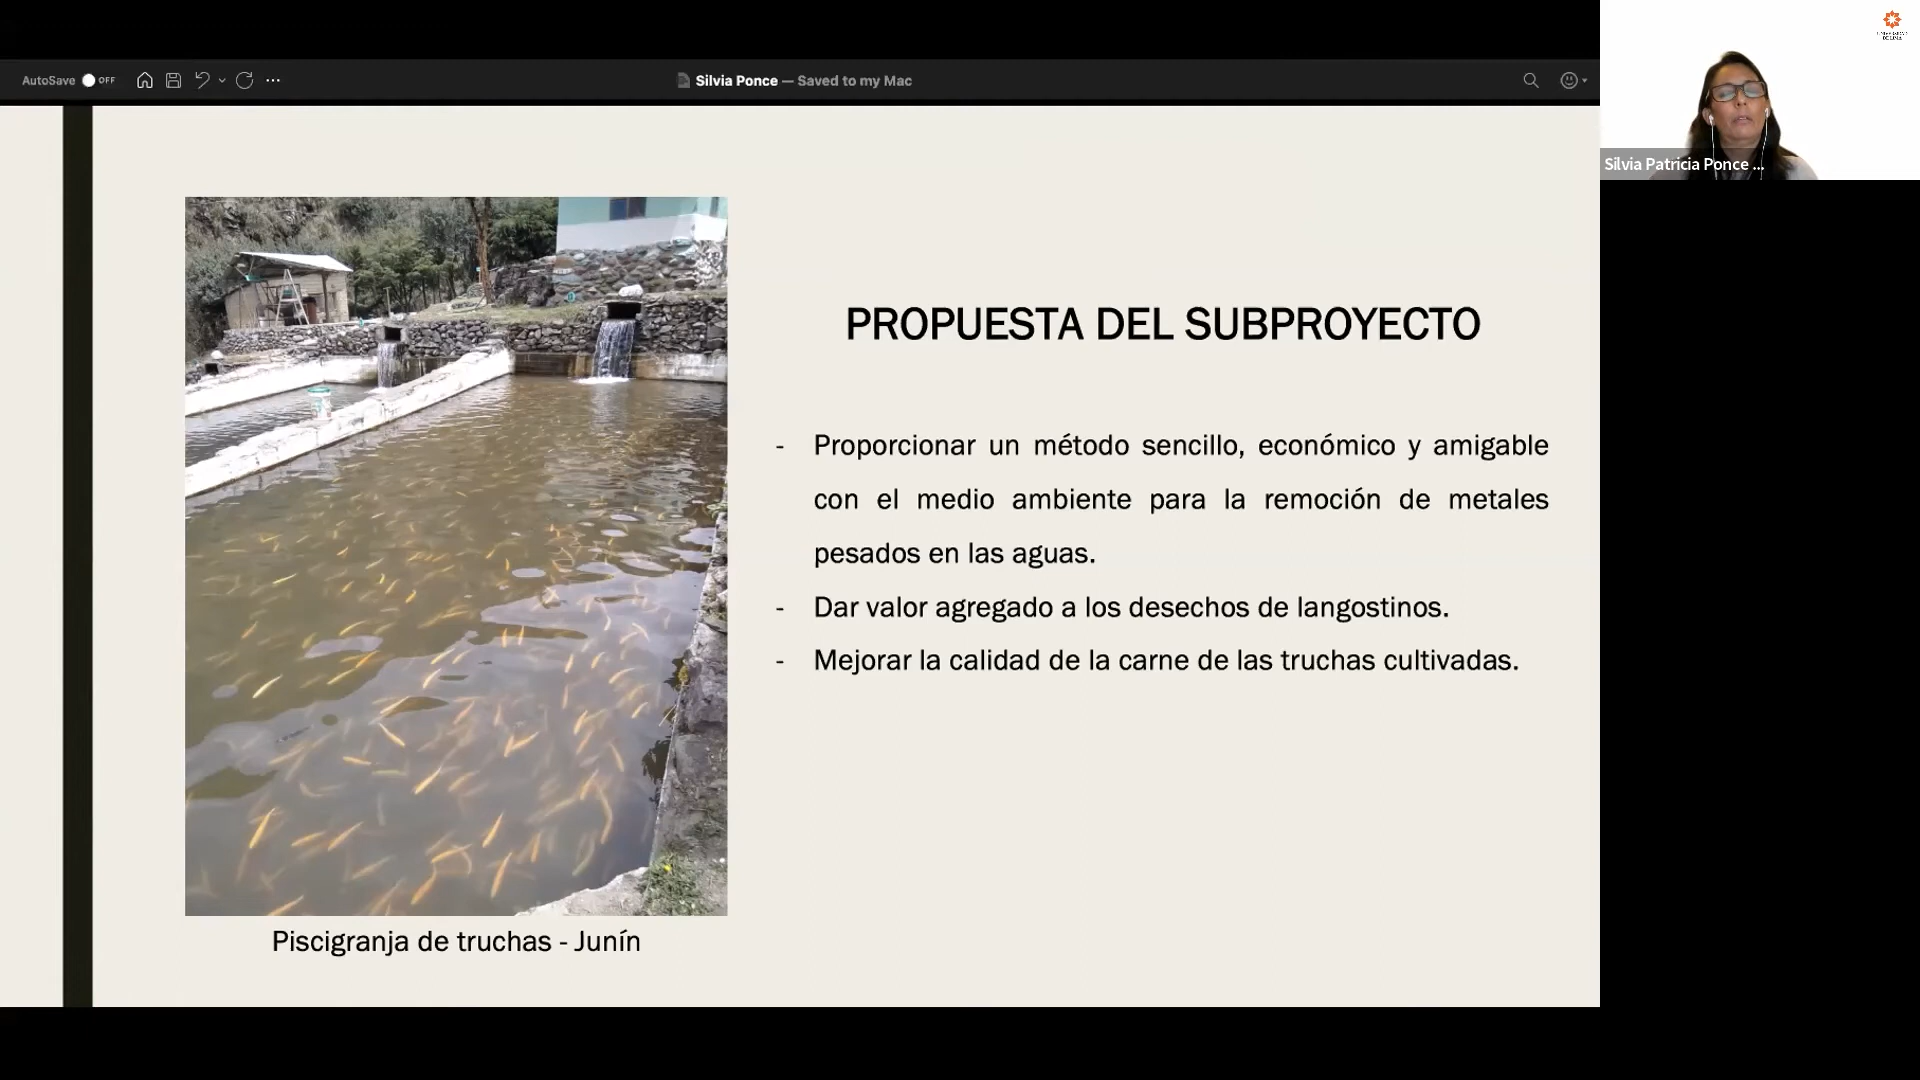 AutoSave OFF
Silvia Ponce — Saved to my Mac
Silvia Patricia Ponce ...
PROPUESTA DEL SUBPROYECTO
- Proporcionar un método sencillo, económico y amigable
con el medio ambiente para la remoción de metales
pesados en las aguas.
- Dar valor agregado a los desechos de langostinos.
- Mejorar la calidad de la carne de las truchas cultivadas.
Piscigranja de truchas - Junín